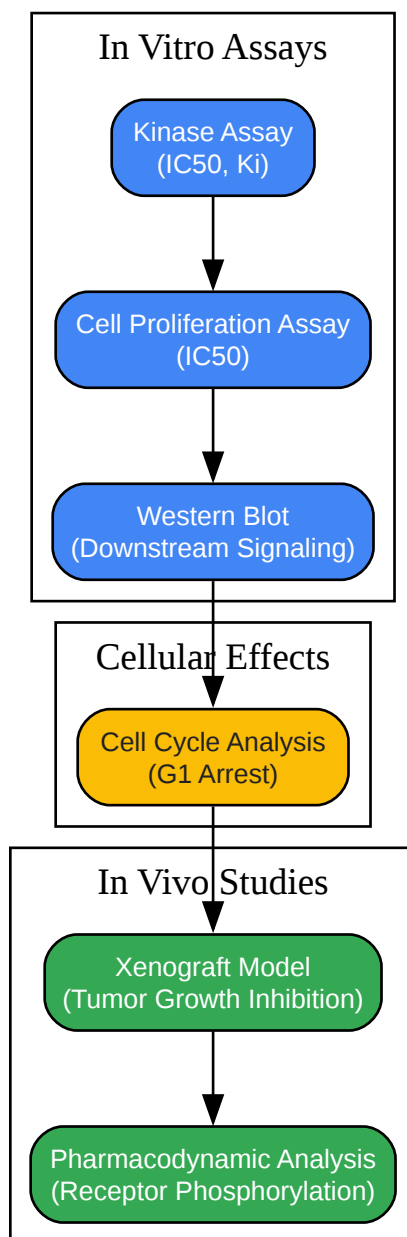 In Vitro Assays
Kinase Assay
(IC50, Ki)
Cell Proliferation Assay
(IC50)
Western Blot
(Downstream Signaling)
Cellular Effects
Cell Cycle Analysis
(G1 Arrest)
In Vivo Studies
Xenograft Model
(Tumor Growth Inhibition)
Pharmacodynamic Analysis
(Receptor Phosphorylation)